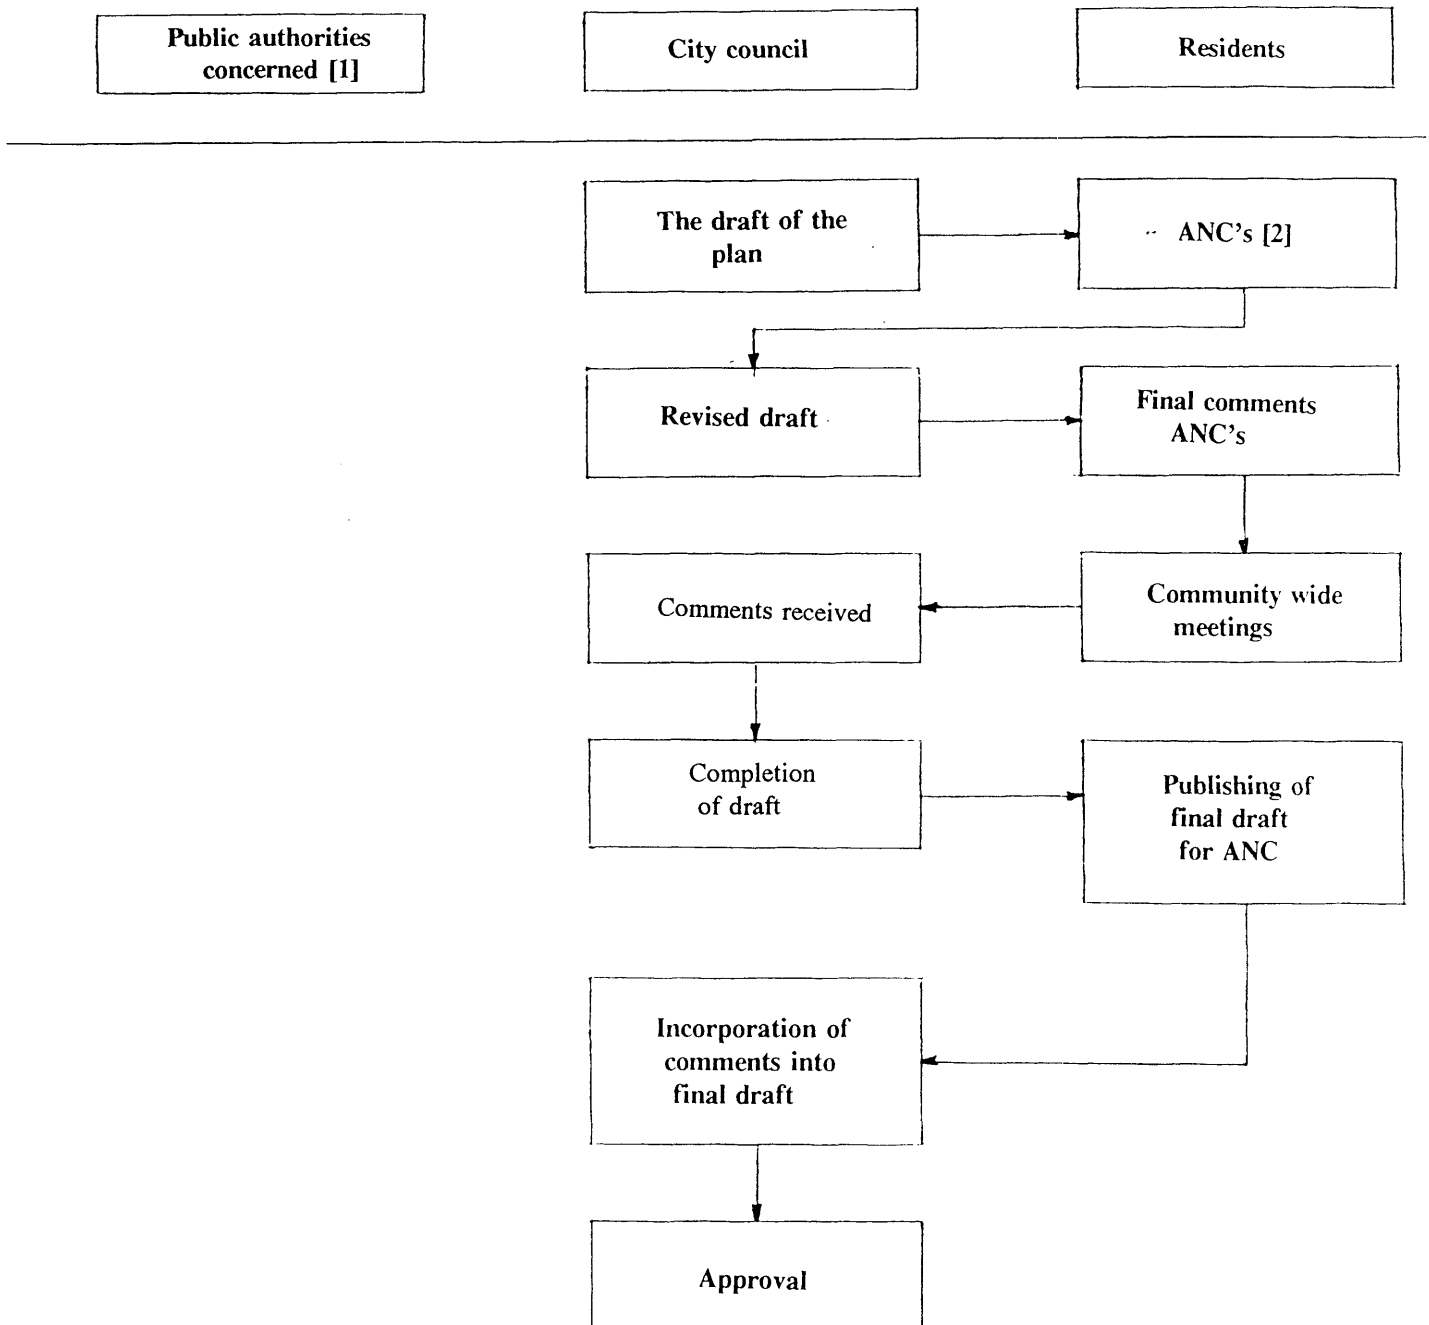 Public authorities
concerned [1]
City council
Residents
The draft of the
plan
ANC's [2]
Revised draft
Final comments
ANC's
Comments received
Community wide
meetings
Completion
of draft
Publishing of
final draft
for ANC
Incorporation of
comments into
final draft
Approval